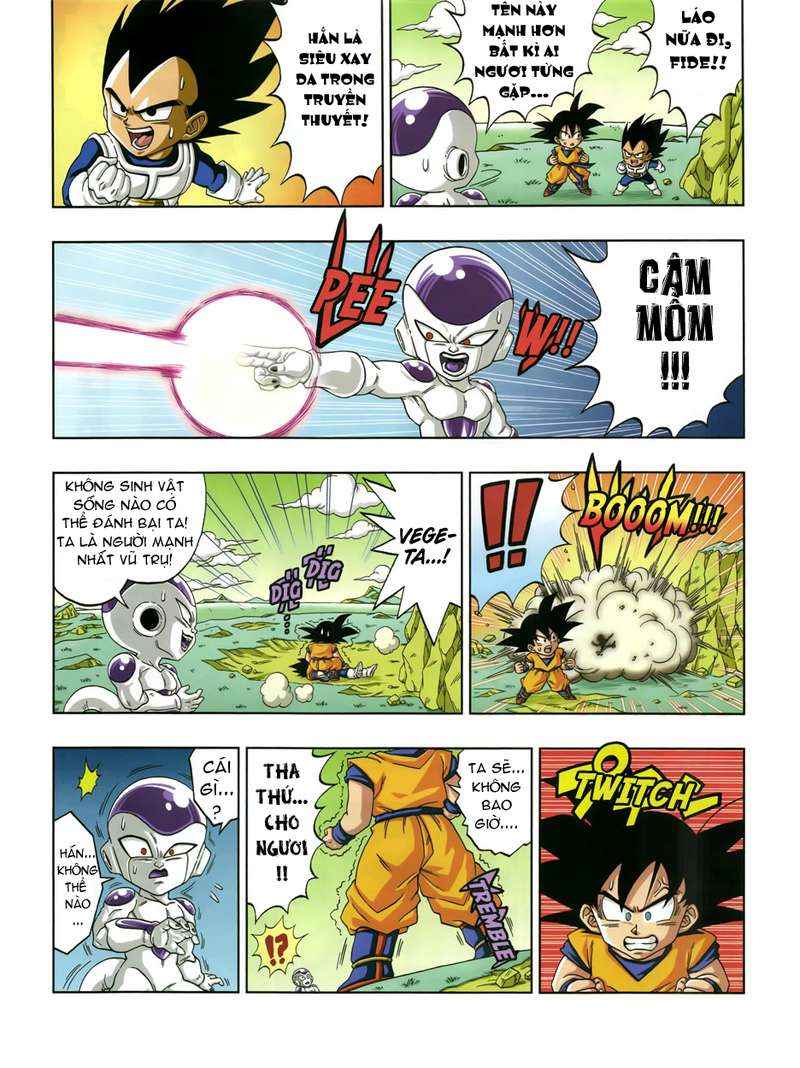 LÁO
NỮA ĐI,
FIDE!!
TÊN NÀY
MẠNH HƠN
BẤT KÌ AI
NGƯƠI TỪNG
GẶP...
HẮN LÀ
SIÊU XAY
DA TRONG
TRUYỀN
THUYẾT!
CÂM
MỒM
!!!
PEE
W!!
BOOOM!!!
!!
VEGE-
TA...!
DIG
DIG
KHÔNG SINH VẬT
SỐNG NÀO CÓ
THỂ ĐÁNH BẠI TA!
TA LÀ NGƯỜI MẠNH
NHẤT VŨ TRỤ!
TWITCH
TA SẼ...
KHÔNG
BAO
GIỜ....
THA
THỨ...
CHO
NGƯƠI
!!
TREMBLE
!?
CÁI
GÌ...
?
HẮN...
KHÔNG
THỂ NÀO
...